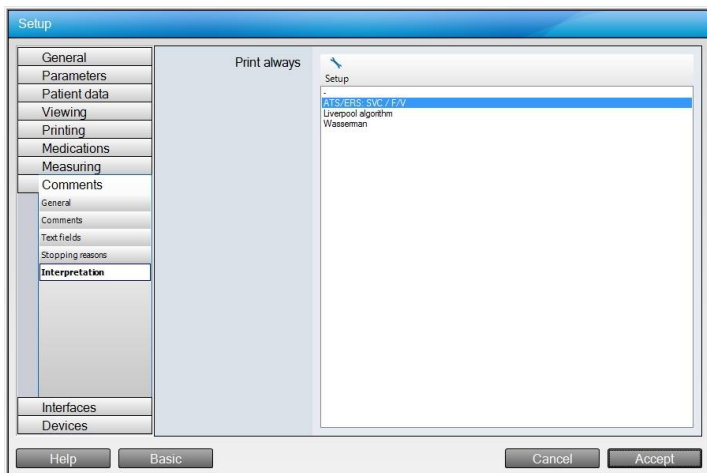 Setup
General
Parameters
Patient data
Viewing
Printing
Medications
Measuring
Comments
General
Comments
Text fields
Stopping reasons
Interpretation
Interfaces
Devices
Print always
Setup
-
ATS/ERS: SVC / F/V
Liverpool algorithm
Wasserman
Help
Basic
Cancel
Accept